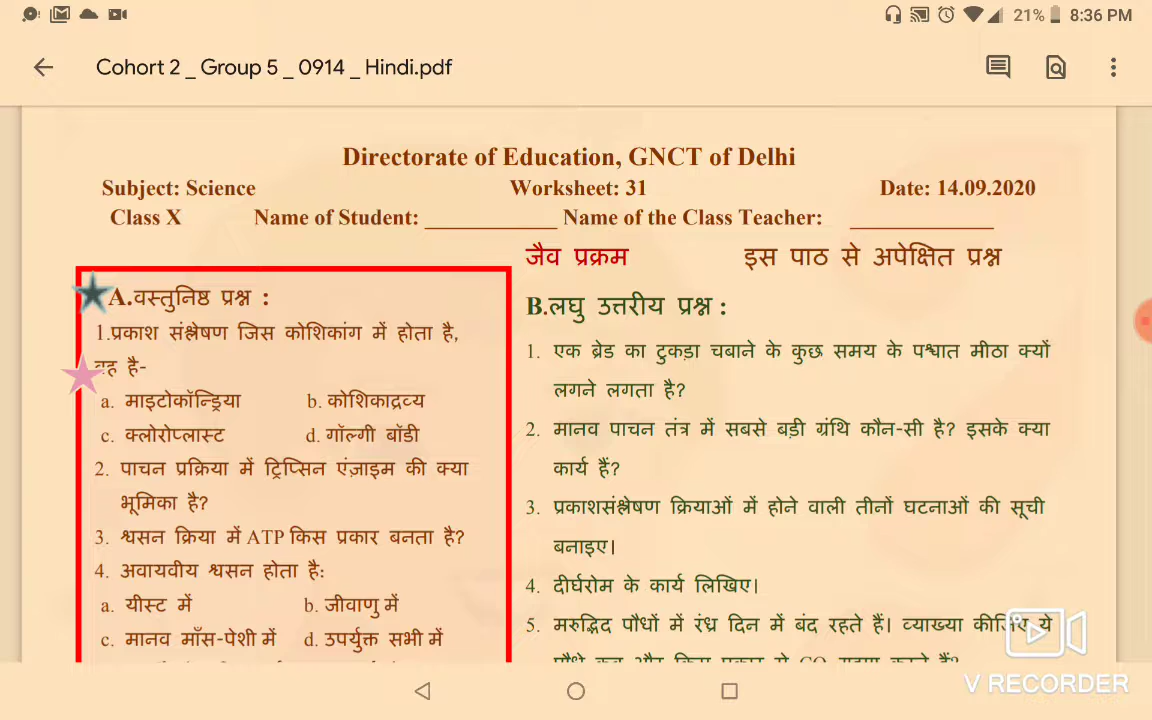 21% 8:36 PM
Cohort 2 _ Group 5 _ 0914 _ Hindi.pdf
Directorate of Education, GNCT of Delhi
Subject: Science Worksheet: 31 Date: 14.09.2020
Class X Name of Student: ____________ Name of the Class Teacher: _____________
जैव प्रक्रम इस पाठ से अपेक्षित प्रश्न
A.वस्तुनिष्ठ प्रश्न :
1.प्रकाश संश्लेषण जिस कोशिकांग में होता है,
वह है-
a. माइटोकॉन्ड्रिया b. कोशिकाद्रव्य
c. क्लोरोप्लास्ट d. गॉल्गी बॉडी
2. पाचन प्रक्रिया में ट्रिप्सिन एंज़ाइम की क्या
भूमिका है?
3. श्वसन क्रिया में ATP किस प्रकार बनता है?
4. अवायवीय श्वसन होता है:
a. यीस्ट में b. जीवाणु में
c. मानव माँस-पेशी में d. उपर्युक्त सभी में
B.लघु उत्तरीय प्रश्न :
1. एक ब्रेड का टुकड़ा चबाने के कुछ समय के पश्चात मीठा क्यों
लगने लगता है?
2. मानव पाचन तंत्र में सबसे बड़ी ग्रंथि कौन-सी है? इसके क्या
कार्य हैं?
3. प्रकाशसंश्लेषण क्रियाओं में होने वाली तीनों घटनाओं की सूची
बनाइए।
4. दीर्घरोम के कार्य लिखिए।
5. मरुद्भिद पौधों में रंध्र दिन में बंद रहते हैं। व्याख्या कीजिए ये
V RECORDER